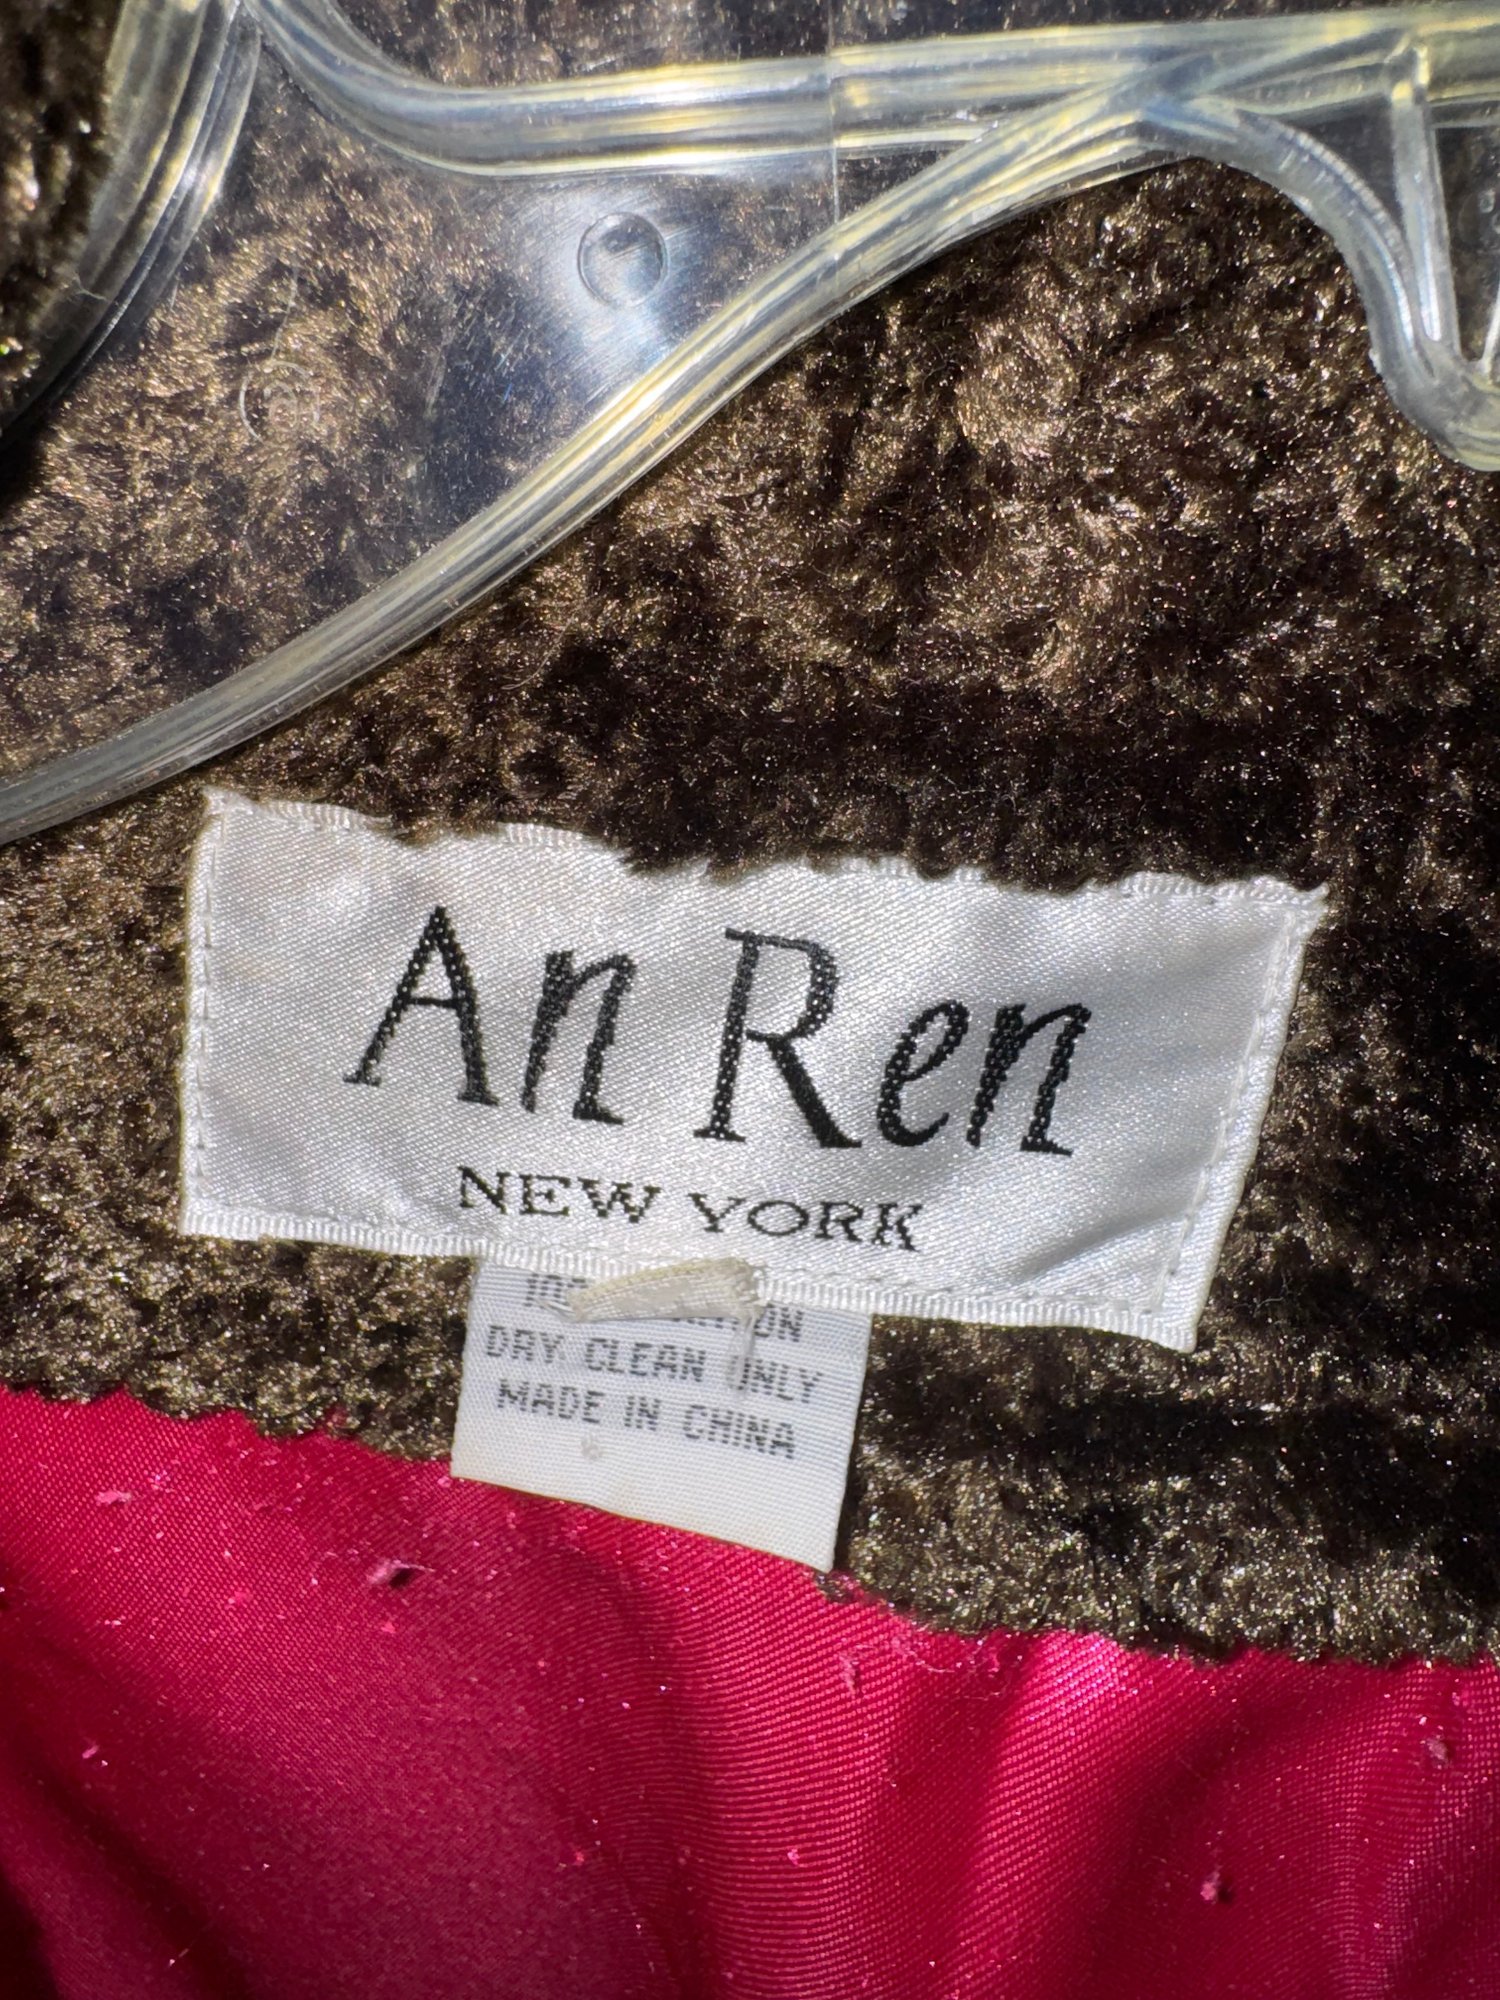 An Ren
NEW YORK
DRY CLEAN ONLY
MADE IN CHINA